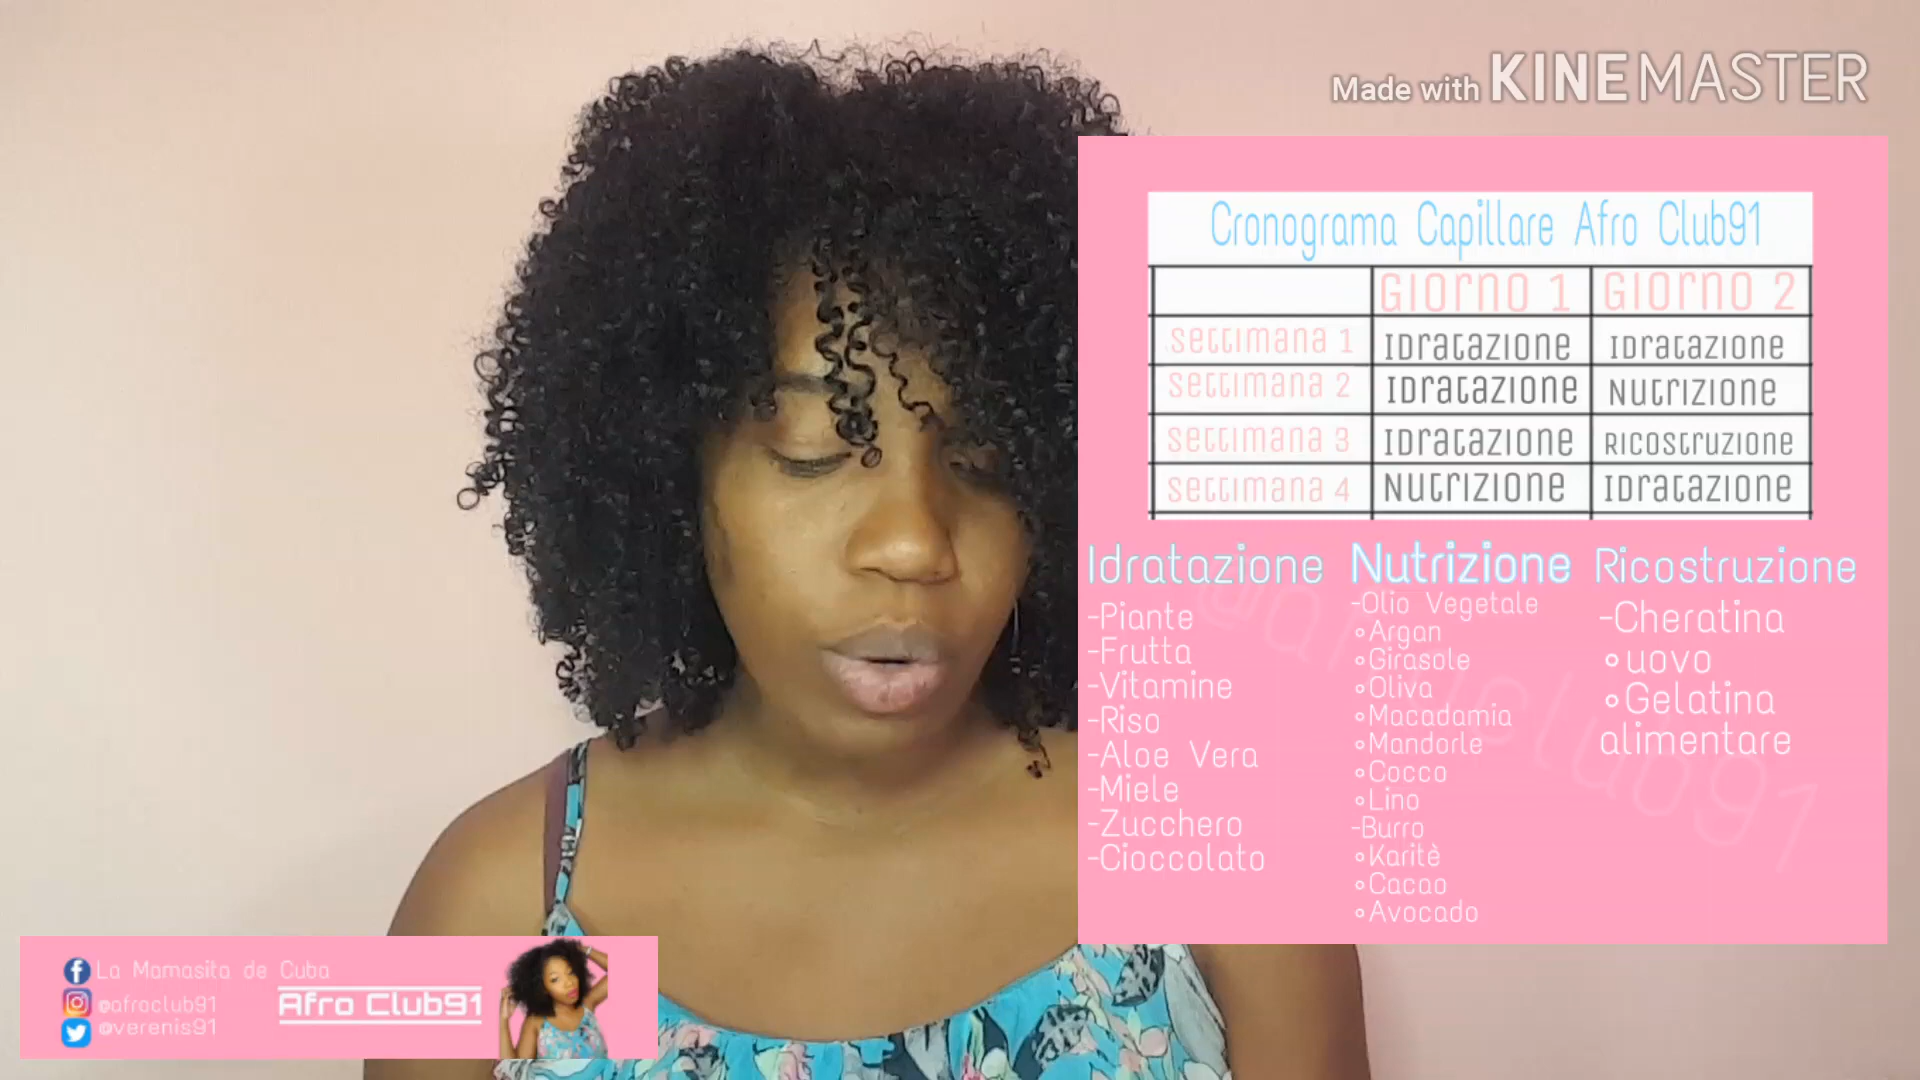 Made with KINEMASTER
Cronograma Capillare Afro Club91
Giorno 1 Giorno 2
Settimana 1 Idratazione Idratazione
Settimana 2 Idratazione Nutrizione
Settimana 3 Idratazione Ricostruzione
Settimana 4 Nutrizione Idratazione
Idratazione
-Piante
-Frutta
-Vitamine
-Riso
-Aloe Vera
-Miele
-Zucchero
-Cioccolato
Nutrizione
-Olio Vegetale
°Argan
°Girasole
°Oliva
°Macadamia
°Mandorle
°Cocco
°Lino
-Burro
°Karitè
°Cacao
°Avocado
Ricostruzione
-Cheratina
°uovo
°Gelatina
alimentare
@afroclub91
La Mamasita de Cuba
@afroclub91
@verenis91
Afro Club91